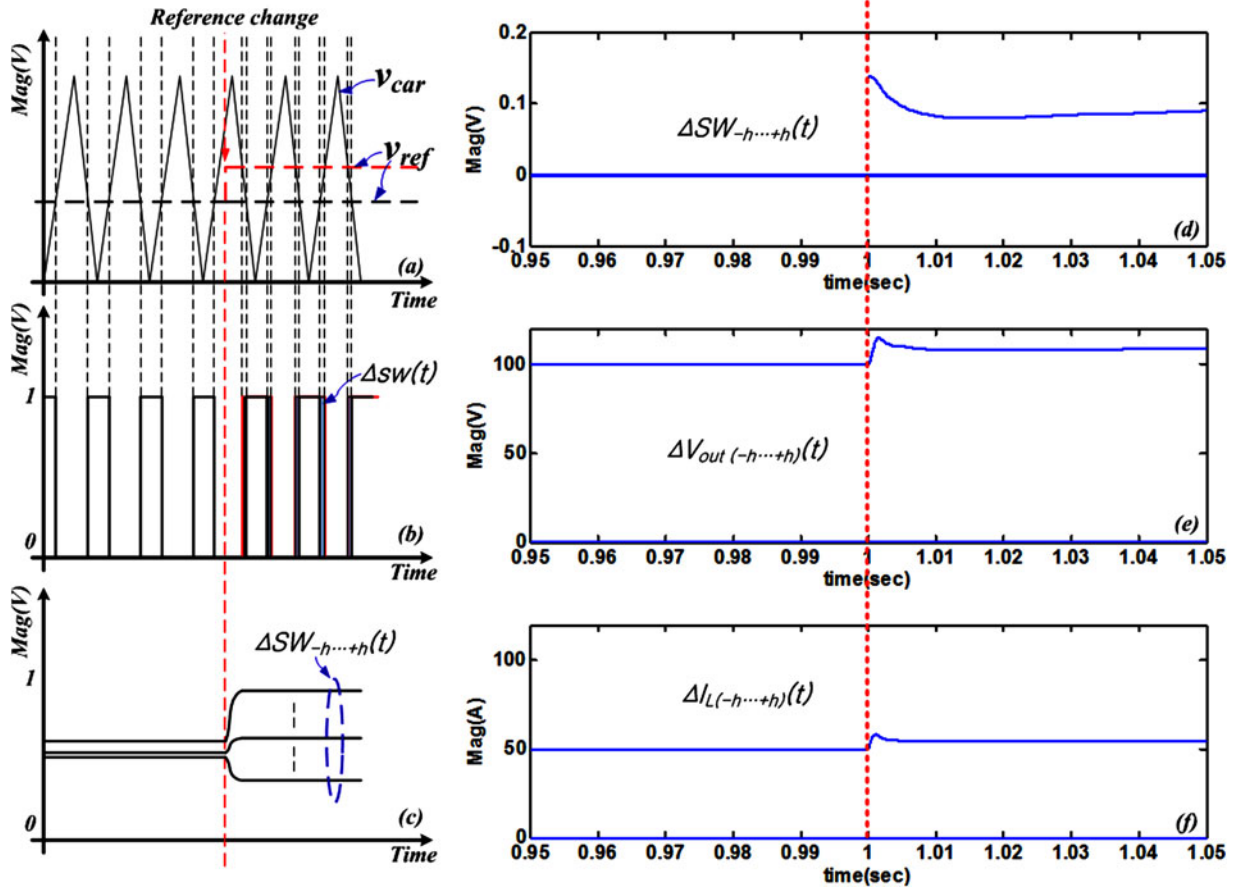 Reference change
Mag(V)
v_car
v_ref
(a)
Time
Mag(V)
1
Δsw(t)
0
(b)
Time
Mag(V)
ΔSW_{-h···+h}(t)
1
0
(c)
Time
0.2
0.1
0
-0.1
Mag(V)
ΔSW_{-h···+h}(t)
(d)
0.95 0.96 0.97 0.98 0.99 1 1.01 1.02 1.03 1.04 1.05
time(sec)
100
50
0
Mag(V)
ΔV_{out (-h···+h)}(t)
(e)
0.95 0.96 0.97 0.98 0.99 1 1.01 1.02 1.03 1.04 1.05
time(sec)
100
50
0
Mag(A)
ΔI_{L(-h···+h)}(t)
(f)
0.95 0.96 0.97 0.98 0.99 1 1.01 1.02 1.03 1.04 1.05
time(sec)